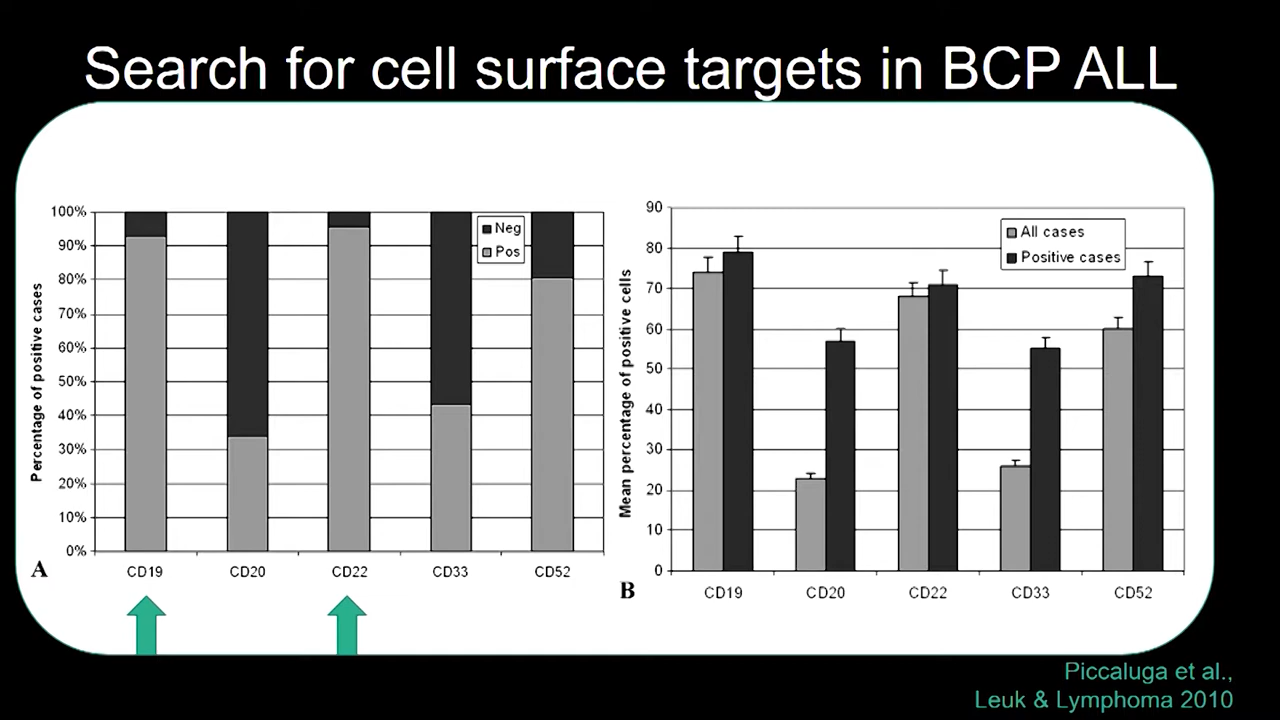 Search for cell surface targets in BCP ALL
Percentage of positive cases
100%
90%
80%
70%
60%
50%
40%
30%
20%
10%
0%
Neg
Pos
CD19 CD20 CD22 CD33 CD52
A
Mean percentage of positive cells
90
80
70
60
50
40
30
20
10
0
All cases
Positive cases
CD19 CD20 CD22 CD33 CD52
B
Piccaluga et al.,
Leuk & Lymphoma 2010